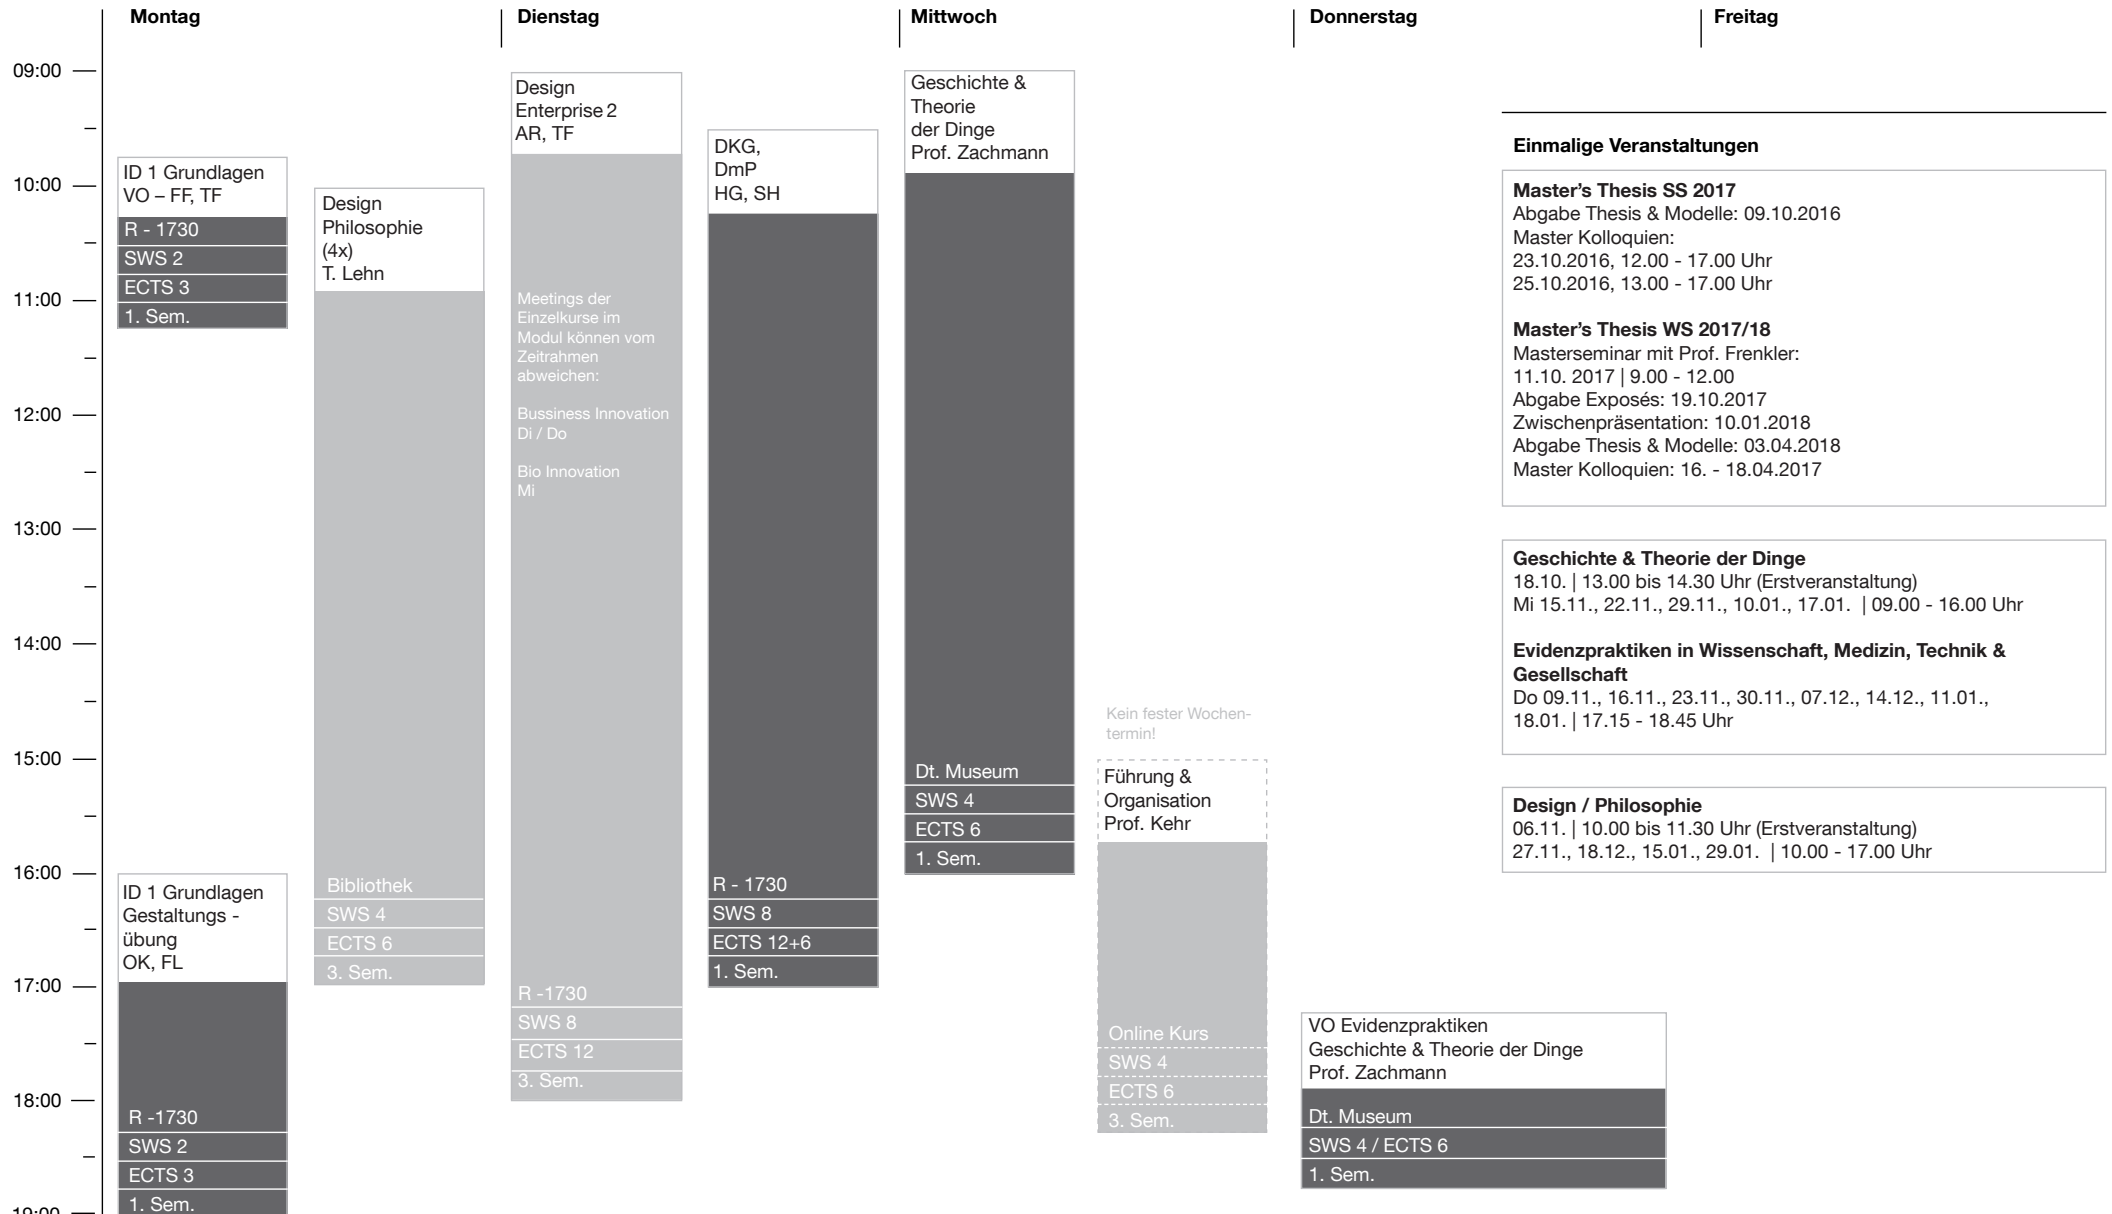 Montag
Dienstag
Mittwoch
Donnerstag
Freitag
09:00
10:00
11:00
12:00
13:00
14:00
15:00
16:00
17:00
18:00
19:00
ID 1 Grundlagen
VO – FF, TF
R - 1730
SWS 2
ECTS 3
1. Sem.
ID 1 Grundlagen
Gestaltungs -
übung
OK, FL
R -1730
SWS 2
ECTS 3
1. Sem.
Design
Philosophie
(4x)
T. Lehn
Bibliothek
SWS 4
ECTS 6
3. Sem.
Design
Enterprise 2
AR, TF
Meetings der
Einzelkurse im
Modul können vom
Zeitrahmen
abweichen:
Bussiness Innovation
Di / Do
Bio Innovation
Mi
R -1730
SWS 8
ECTS 12
3. Sem.
DKG,
DmP
HG, SH
R - 1730
SWS 8
ECTS 12+6
1. Sem.
Geschichte &
Theorie
der Dinge
Prof. Zachmann
Dt. Museum
SWS 4
ECTS 6
1. Sem.
Kein fester Wochen-
termin!
Führung &
Organisation
Prof. Kehr
Online Kurs
SWS 4
ECTS 6
3. Sem.
VO Evidenzpraktiken
Geschichte & Theorie der Dinge
Prof. Zachmann
Dt. Museum
SWS 4 / ECTS 6
1. Sem.
Einmalige Veranstaltungen
Master’s Thesis SS 2017
Abgabe Thesis & Modelle: 09.10.2016
Master Kolloquien:
23.10.2016, 12.00 - 17.00 Uhr
25.10.2016, 13.00 - 17.00 Uhr
Master’s Thesis WS 2017/18
Masterseminar mit Prof. Frenkler:
11.10. 2017 | 9.00 - 12.00
Abgabe Exposés: 19.10.2017
Zwischenpräsentation: 10.01.2018
Abgabe Thesis & Modelle: 03.04.2018
Master Kolloquien: 16. - 18.04.2017
Geschichte & Theorie der Dinge
18.10. | 13.00 bis 14.30 Uhr (Erstveranstaltung)
Mi 15.11., 22.11., 29.11., 10.01., 17.01. | 09.00 - 16.00 Uhr
Evidenzpraktiken in Wissenschaft, Medizin, Technik &
Gesellschaft
Do 09.11., 16.11., 23.11., 30.11., 07.12., 14.12., 11.01.,
18.01. | 17.15 - 18.45 Uhr
Design / Philosophie
06.11. | 10.00 bis 11.30 Uhr (Erstveranstaltung)
27.11., 18.12., 15.01., 29.01. | 10.00 - 17.00 Uhr